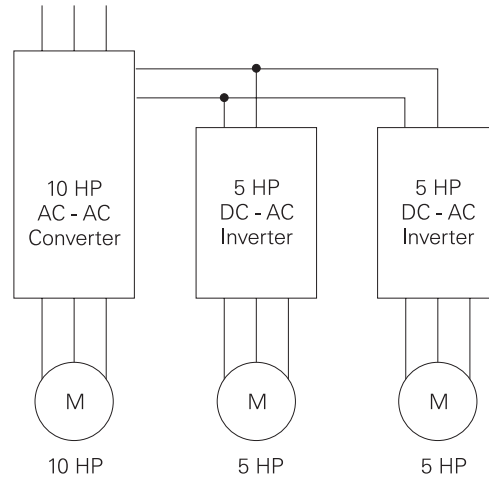 10 HP
AC - AC
Converter
5 HP
DC - AC
Inverter
5 HP
DC - AC
Inverter
M
M
M
10 HP
5 HP
5 HP